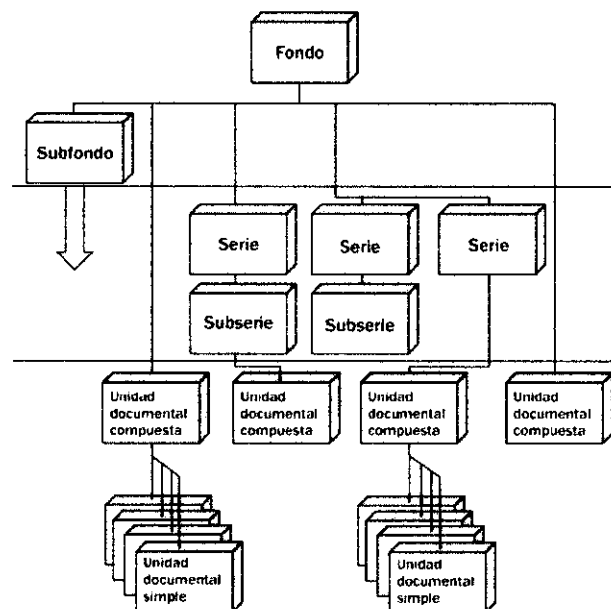 Fondo
Subfondo
Serie
Serie
Serie
Subserie
Subserie
Unidad
documental
compuesta
Unidad
documental
compuesta
Unidad
documental
compuesta
Unidad
documental
compuesta
Unidad
documental
simple
Unidad
documental
simple